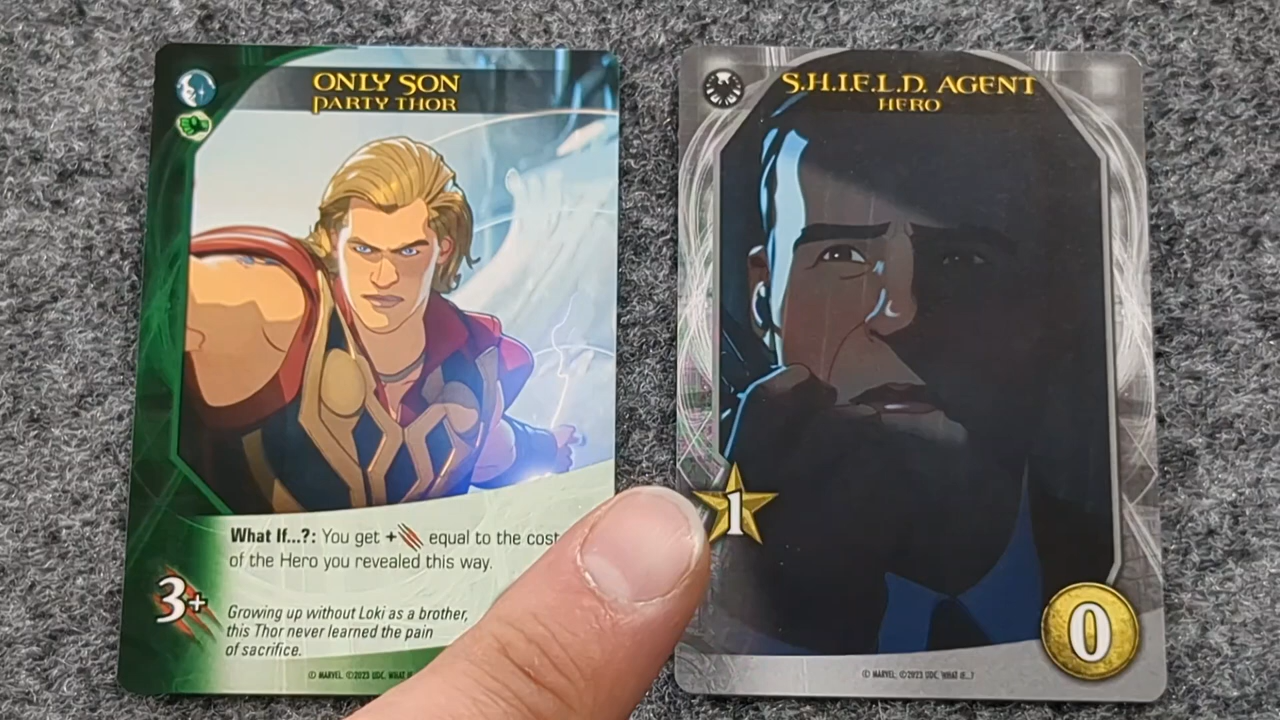 ONLY SON
PARTY THOR
What If...?: You get + equal to the cost
of the Hero you revealed this way.
3+
Growing up without Loki as a brother,
this Thor never learned the pain
of sacrifice.
© MARVEL, ©2023 UDC, WHAT IF
S.H.I.E.L.D. AGENT
HERO
1
0
© MARVEL, ©2023 UDC, WHAT IF...?